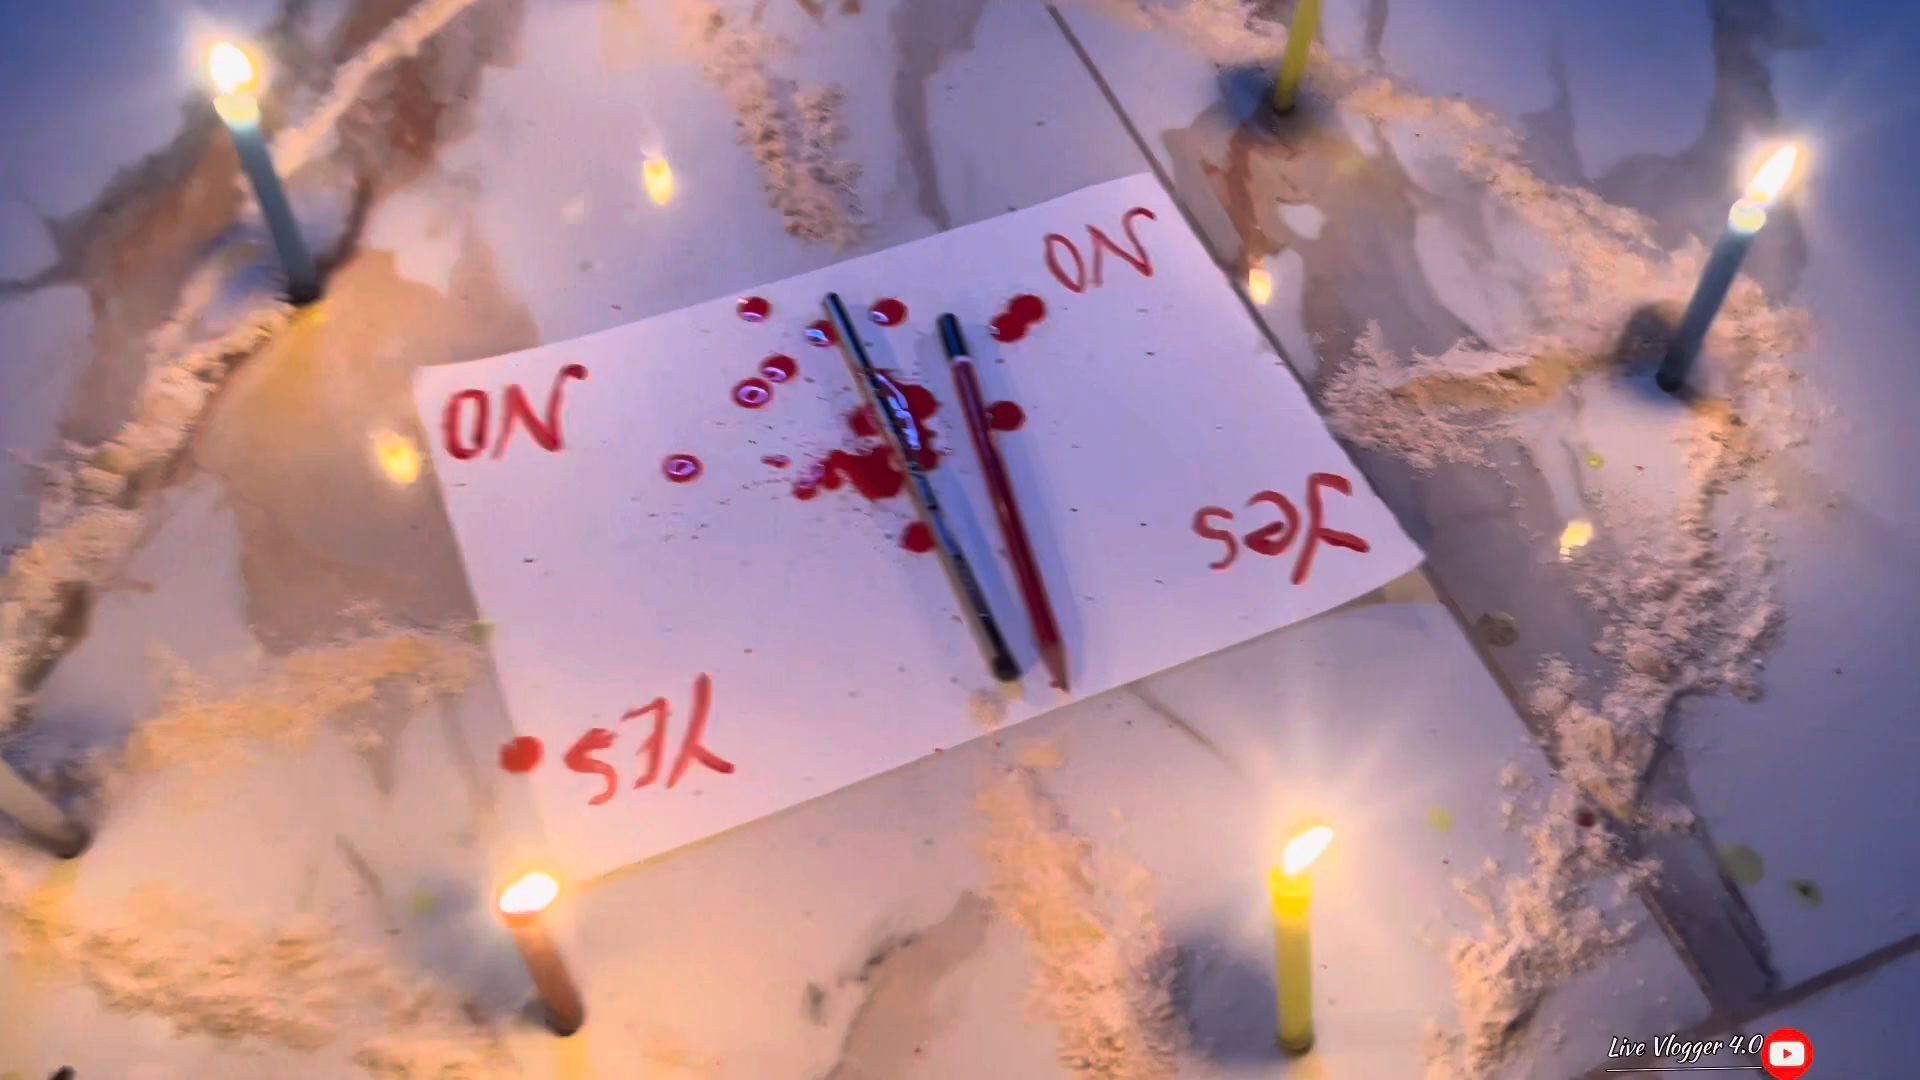 NO
NO
Yes
YES
Live Vlogger 4.0